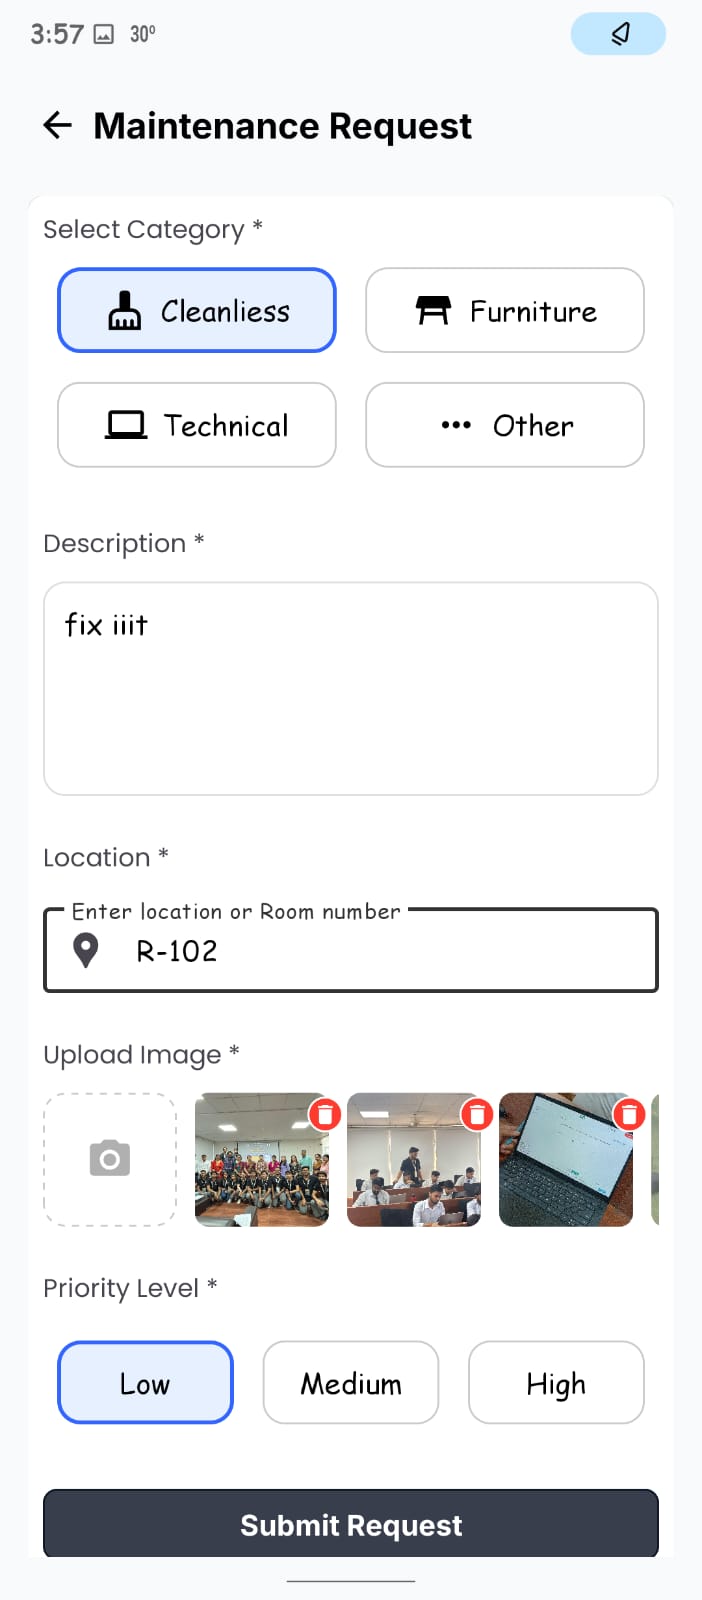 3:57 30°
Maintenance Request
Select Category *
Cleanliess
Furniture
Technical
Other
Description *
fix iiit
Location *
Enter location or Room number
R-102
Upload Image *
Priority Level *
Low
Medium
High
Submit Request